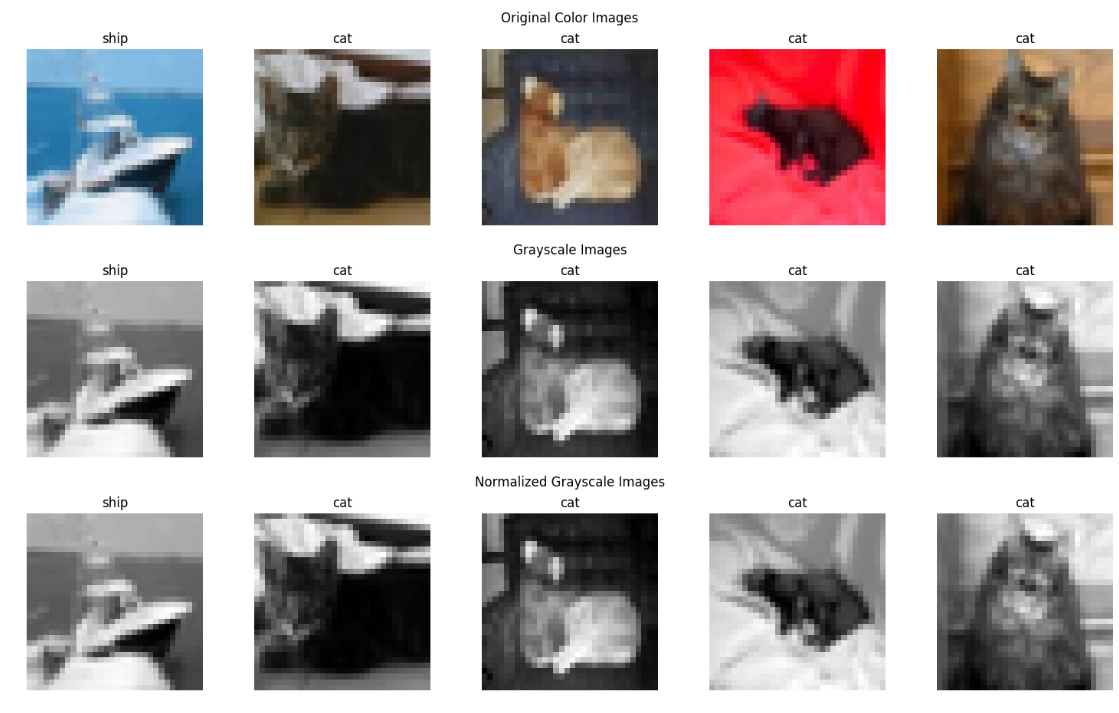 Original Color Images
ship cat cat cat cat
Grayscale Images
ship cat cat cat cat
Normalized Grayscale Images
ship cat cat cat cat